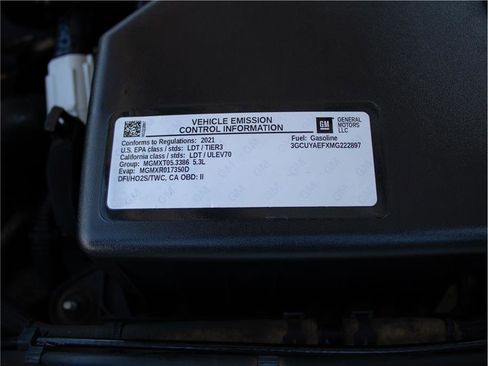 VEHICLE EMISSION
CONTROL INFORMATION
GM
GENERAL
MOTORS
LLC
Conforms to Regulations: 2021
Fuel: Gasoline
U.S. EPA class / stds: LDT / TIER3
3GCUYAEFXMG222897
California class / stds: LDT / ULEV70
Group: MGMXT05.3386 5.3L
Evap: MGMXR017350D
DFI/HO2S/TWC, CA OBD: II